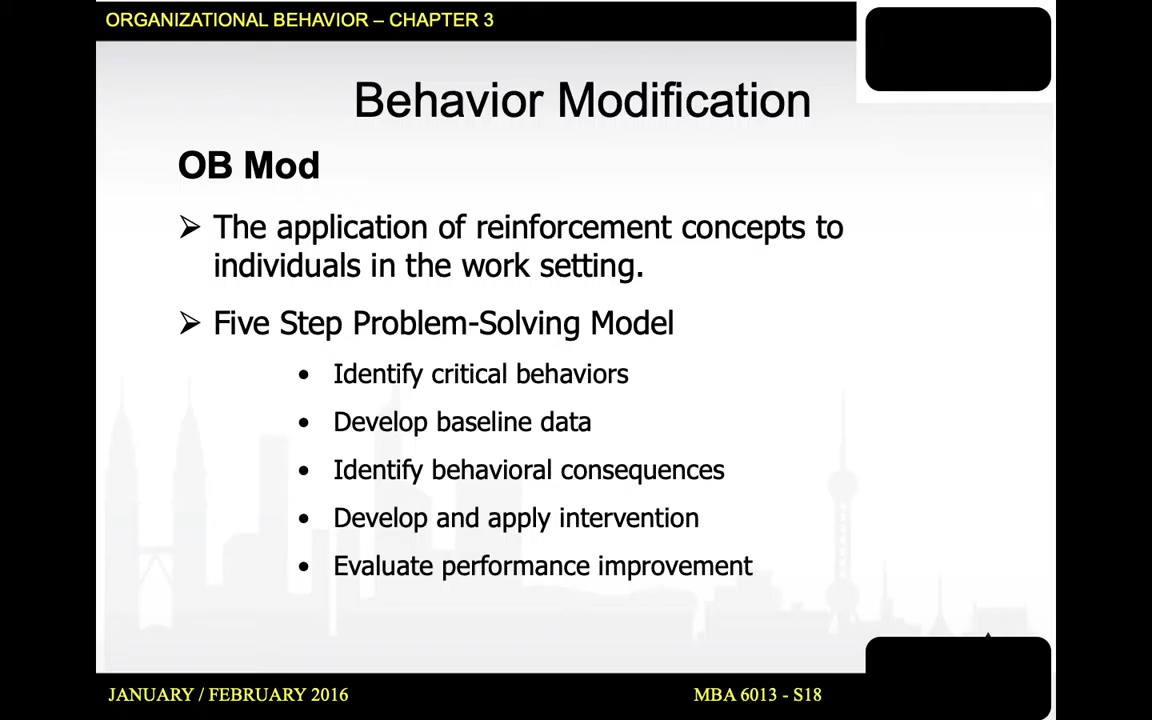 ORGANIZATIONAL BEHAVIOR – CHAPTER 3
Behavior Modification
OB Mod
➢ The application of reinforcement concepts to
individuals in the work setting.
➢ Five Step Problem-Solving Model
• Identify critical behaviors
• Develop baseline data
• Identify behavioral consequences
• Develop and apply intervention
• Evaluate performance improvement
JANUARY / FEBRUARY 2016
MBA 6013 - S18